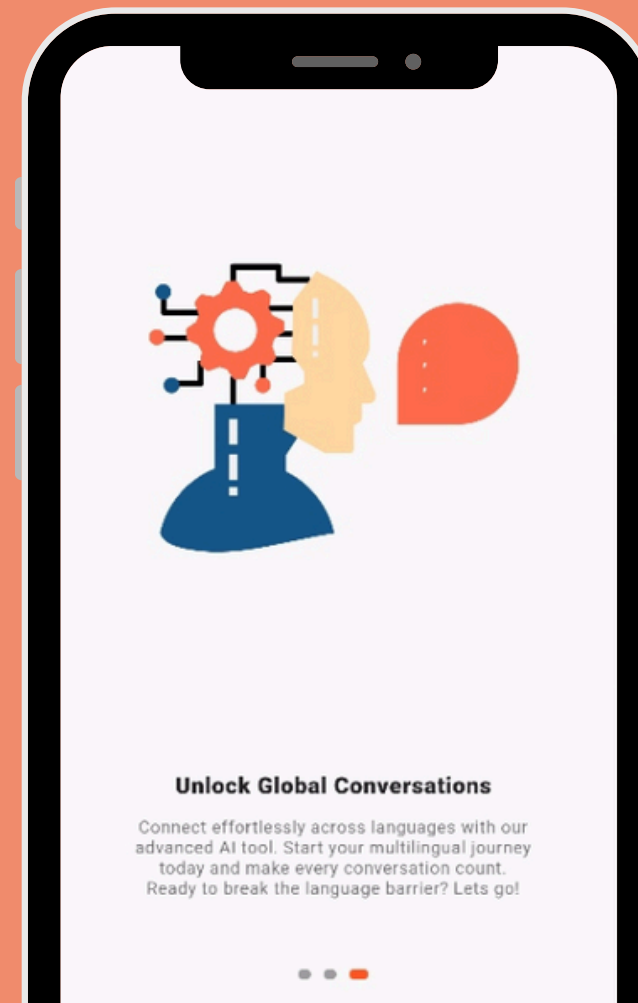 Unlock Global Conversations
Connect effortlessly across languages with our
advanced AI tool. Start your multilingual journey
today and make every conversation count.
Ready to break the language barrier? Lets go!